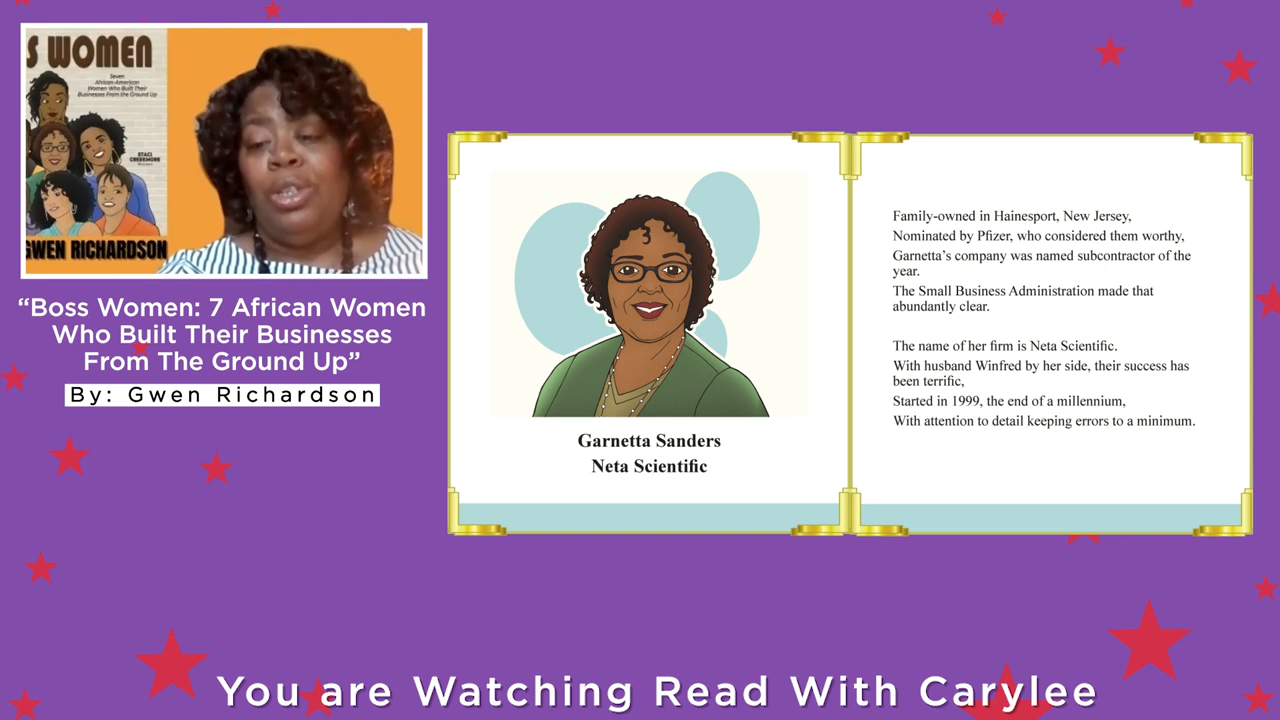 S WOMEN
Seven
African-American
Women Who Built Their
Businesses From the Ground Up
STACI
CREEKMORE
GWEN RICHARDSON
“Boss Women: 7 African Women
Who Built Their Businesses
From The Ground Up”
By: Gwen Richardson
Garnetta Sanders
Neta Scientific
Family-owned in Hainesport, New Jersey,
Nominated by Pfizer, who considered them worthy,
Garnetta’s company was named subcontractor of the
year.
The Small Business Administration made that
abundantly clear.
The name of her firm is Neta Scientific.
With husband Winfred by her side, their success has
been terrific,
Started in 1999, the end of a millennium,
With attention to detail keeping errors to a minimum.
You are Watching Read With Carylee